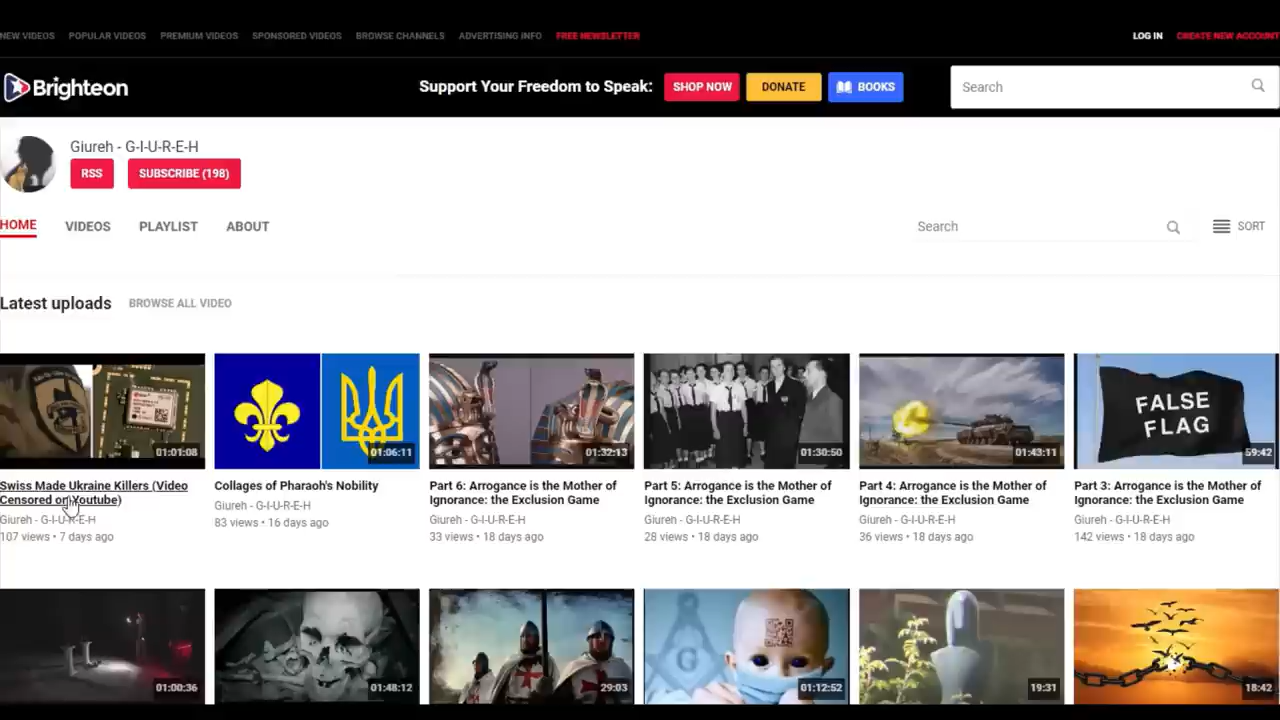 NEW VIDEOS POPULAR VIDEOS PREMIUM VIDEOS SPONSORED VIDEOS BROWSE CHANNELS ADVERTISING INFO FREE NEWSLETTER LOG IN CREATE NEW ACCOUNT
Brighteon Support Your Freedom to Speak: SHOP NOW DONATE BOOKS Search
Giureh - G-I-U-R-E-H
RSS SUBSCRIBE (198)
HOME VIDEOS PLAYLIST ABOUT Search SORT
Latest uploads BROWSE ALL VIDEO
FALSE
FLAG
01:01:08 01:06:11 01:32:13 01:30:50 01:43:11 59:42
Swiss Made Ukraine Killers (Video
Censored on Youtube)
Giureh - G-I-U-R-E-H
107 views • 7 days ago
Collages of Pharaoh's Nobility
Giureh - G-I-U-R-E-H
83 views • 16 days ago
Part 6: Arrogance is the Mother of
Ignorance: the Exclusion Game
Giureh - G-I-U-R-E-H
33 views • 18 days ago
Part 5: Arrogance is the Mother of
Ignorance: the Exclusion Game
Giureh - G-I-U-R-E-H
28 views • 18 days ago
Part 4: Arrogance is the Mother of
Ignorance: the Exclusion Game
Giureh - G-I-U-R-E-H
36 views • 18 days ago
Part 3: Arrogance is the Mother of
Ignorance: the Exclusion Game
Giureh - G-I-U-R-E-H
142 views • 18 days ago
G
01:00:36 01:48:12 29:03 01:12:52 19:31 18:42